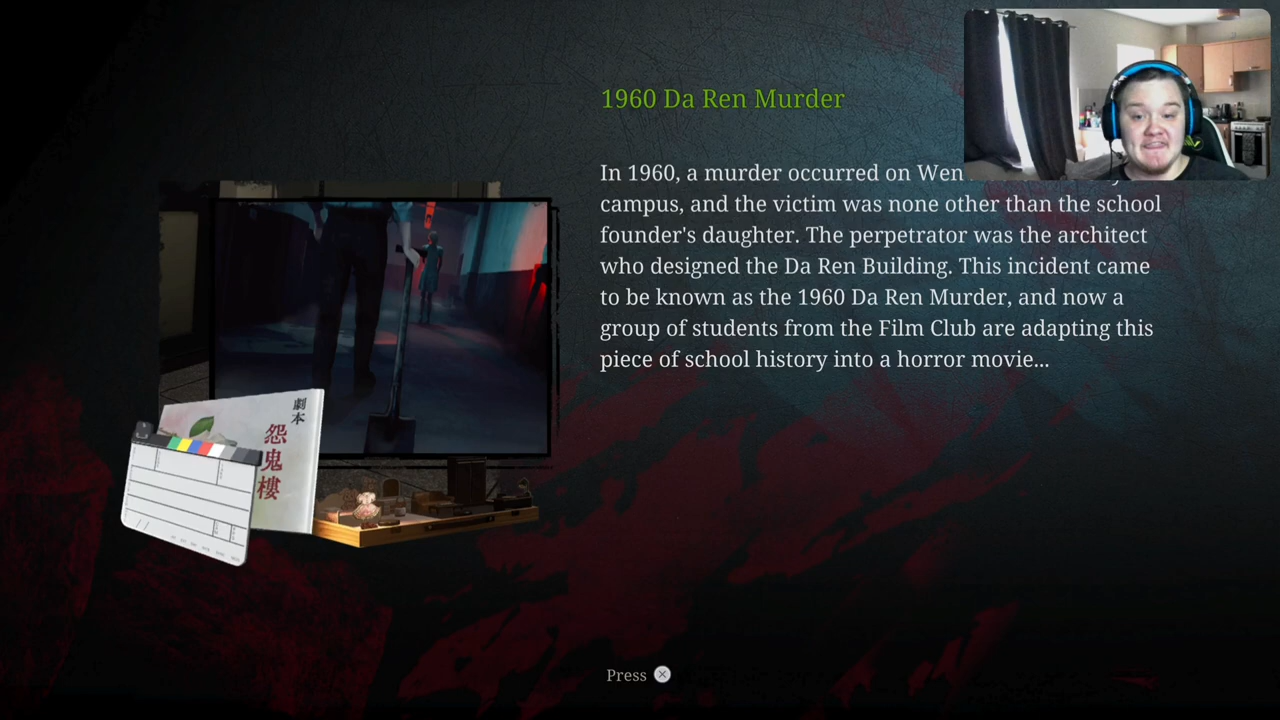 1960 Da Ren Murder
In 1960, a murder occurred on Wen
campus, and the victim was none other than the school
founder's daughter. The perpetrator was the architect
who designed the Da Ren Building. This incident came
to be known as the 1960 Da Ren Murder, and now a
group of students from the Film Club are adapting this
piece of school history into a horror movie...
劇本
怨鬼樓
Press